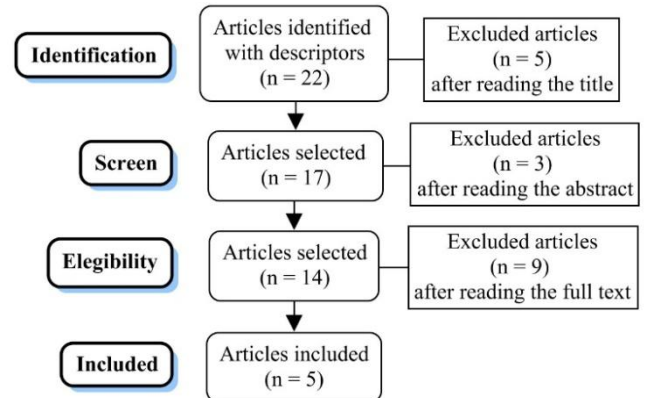 Identification
Articles identified
with descriptors
(n = 22)
Excluded articles
(n = 5)
after reading the title
Screen
Articles selected
(n = 17)
Excluded articles
(n = 3)
after reading the abstract
Elegibility
Articles selected
(n = 14)
Excluded articles
(n = 9)
after reading the full text
Included
Articles included
(n = 5)